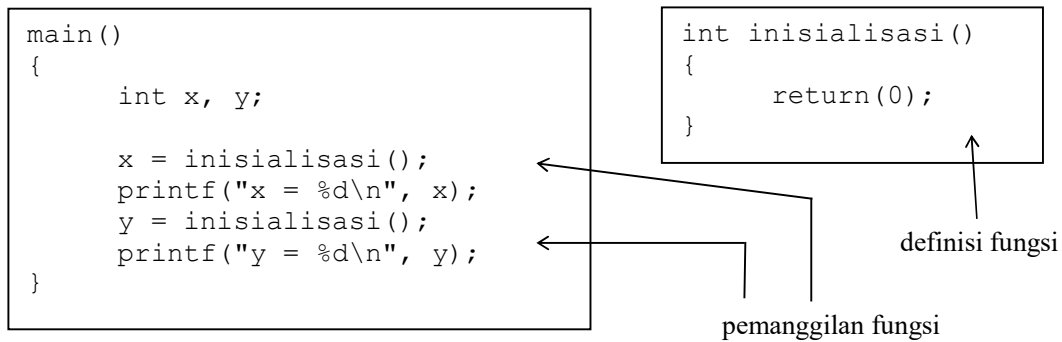 main()
{
int x, y;
x = inisialisasi();
printf("x = %d\n", x);
y = inisialisasi();
printf("y = %d\n", y);
}
int inisialisasi()
{
return(0);
}
definisi fungsi
pemanggilan fungsi